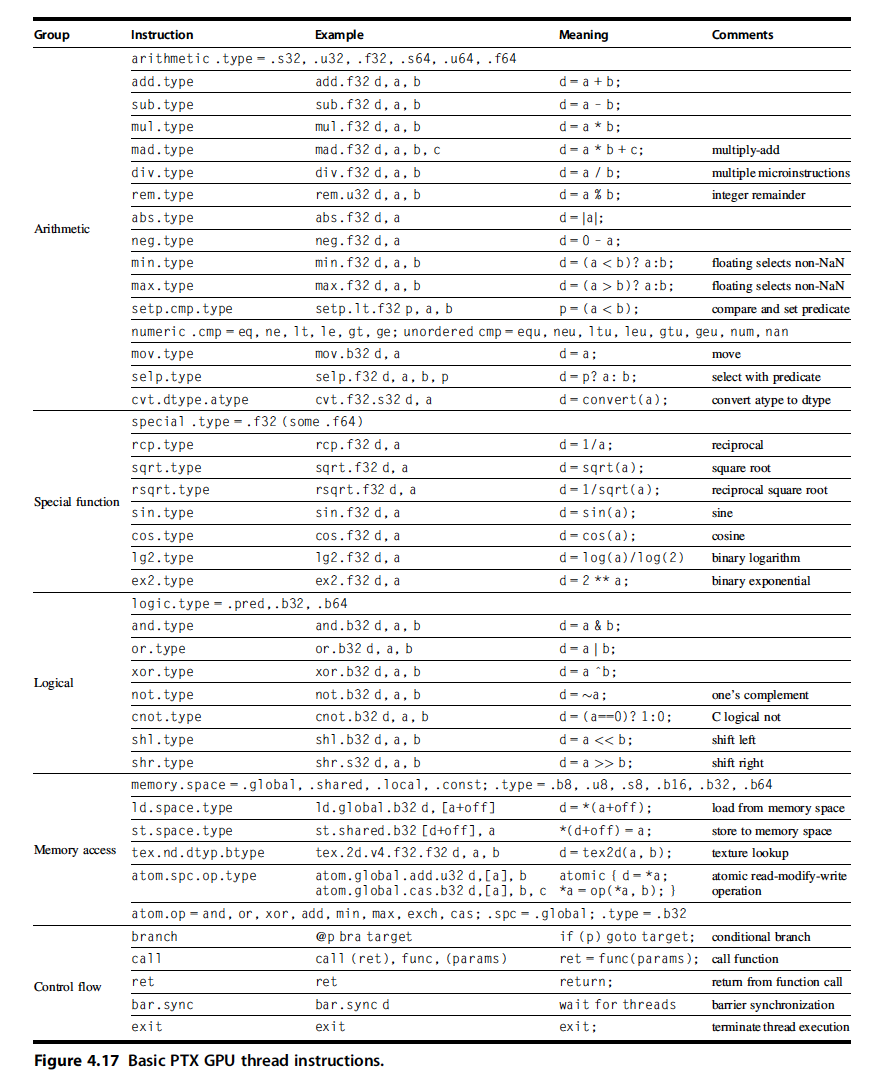 Group Instruction Example Meaning Comments
arithmetic .type = .s32, .u32, .f32, .s64, .u64, .f64
add.type add.f32 d, a, b d = a + b;
sub.type sub.f32 d, a, b d = a - b;
mul.type mul.f32 d, a, b d = a * b;
mad.type mad.f32 d, a, b, c d = a * b + c; multiply-add
div.type div.f32 d, a, b d = a / b; multiple microinstructions
rem.type rem.u32 d, a, b d = a % b; integer remainder
abs.type abs.f32 d, a d = |a|;
Arithmetic
neg.type neg.f32 d, a d = 0 - a;
min.type min.f32 d, a, b d = (a < b)? a:b; floating selects non-NaN
max.type max.f32 d, a, b d = (a > b)? a:b; floating selects non-NaN
setp.cmp.type setp.lt.f32 p, a, b p = (a < b); compare and set predicate
numeric .cmp = eq, ne, lt, le, gt, ge; unordered cmp = equ, neu, ltu, leu, gtu, geu, num, nan
mov.type mov.b32 d, a d = a; move
selp.type selp.f32 d, a, b, p d = p? a: b; select with predicate
cvt.dtype.atype cvt.f32.s32 d, a d = convert(a); convert atype to dtype
special .type = .f32 (some .f64)
rcp.type rcp.f32 d, a d = 1/a; reciprocal
sqrt.type sqrt.f32 d, a d = sqrt(a); square root
Special function rsqrt.type rsqrt.f32 d, a d = 1/sqrt(a); reciprocal square root
sin.type sin.f32 d, a d = sin(a); sine
cos.type cos.f32 d, a d = cos(a); cosine
lg2.type lg2.f32 d, a d = log(a)/log(2) binary logarithm
ex2.type ex2.f32 d, a d = 2 ** a; binary exponential
logic.type = .pred,.b32, .b64
and.type and.b32 d, a, b d = a & b;
or.type or.b32 d, a, b d = a | b;
xor.type xor.b32 d, a, b d = a ^b;
Logical
not.type not.b32 d, a, b d = ~a; one's complement
cnot.type cnot.b32 d, a, b d = (a==0)? 1:0; C logical not
shl.type shl.b32 d, a, b d = a << b; shift left
shr.type shr.s32 d, a, b d = a >> b; shift right
memory.space = .global, .shared, .local, .const; .type = .b8, .u8, .s8, .b16, .b32, .b64
ld.space.type ld.global.b32 d, [a+off] d = *(a+off); load from memory space
st.space.type st.shared.b32 [d+off], a *(d+off) = a; store to memory space
Memory access tex.nd.dtyp.btype tex.2d.v4.f32.f32 d, a, b d = tex2d(a, b); texture lookup
atom.spc.op.type atom.global.add.u32 d,[a], b atomic { d = *a; atomic read-modify-write
atom.global.cas.b32 d,[a], b, c *a = op(*a, b); } operation
atom.op = and, or, xor, add, min, max, exch, cas; .spc = .global; .type = .b32
branch @p bra target if (p) goto target; conditional branch
call call (ret), func, (params) ret = func(params); call function
Control flow ret ret return; return from function call
bar.sync bar.sync d wait for threads barrier synchronization
exit exit exit; terminate thread execution
Figure 4.17 Basic PTX GPU thread instructions.